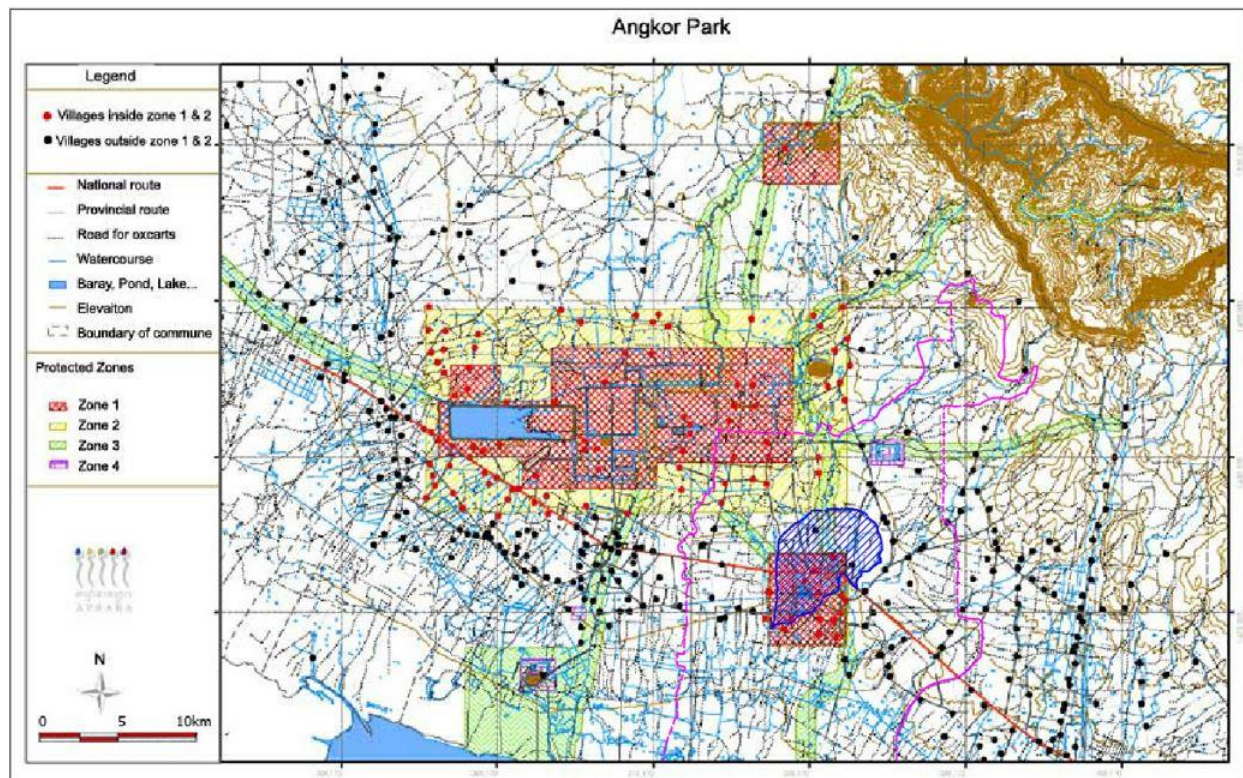 Angkor Park
Legend
Villages inside zone 1 & 2
Villages outside zone 1 & 2
National route
Provincial route
Road for oxcarts
Watercourse
Baray, Pond, Lake...
Elevaiton
Boundary of commune
Protected Zones
Zone 1
Zone 2
Zone 3
Zone 4
N
0 5 10km